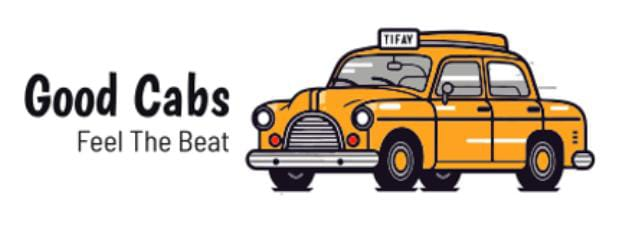 TIFAY
Good Cabs
Feel The Beat